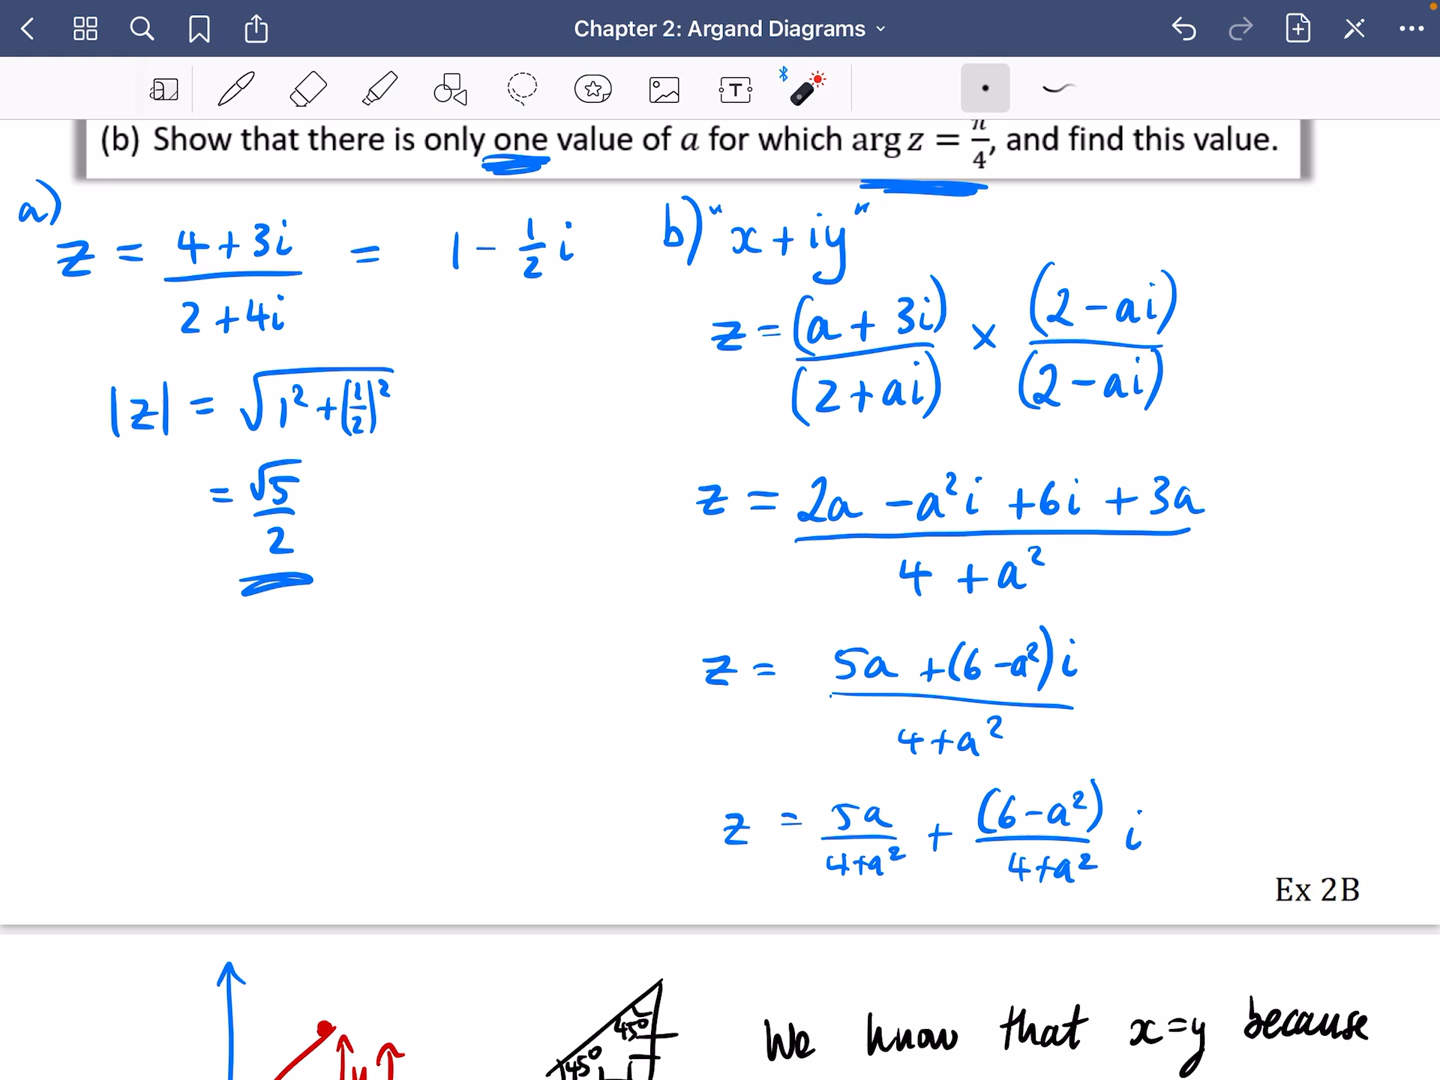 Chapter 2: Argand Diagrams
(b) Show that there is only one value of a for which arg z = π/4, and find this value.
a)
z = (4 + 3i)/(2 + 4i) = 1 - 1/2 i
|z| = √(1² + (1/2)²)
= √5/2
b) "x + iy"
z = (a + 3i)/(2 + ai) × (2 - ai)/(2 - ai)
z = (2a - a²i + 6i + 3a)/(4 + a²)
z = (5a + (6 - a²)i)/(4 + a²)
z = 5a/(4 + a²) + (6 - a²)/(4 + a²) i
Ex 2B
45°
45°
We know that x=y because